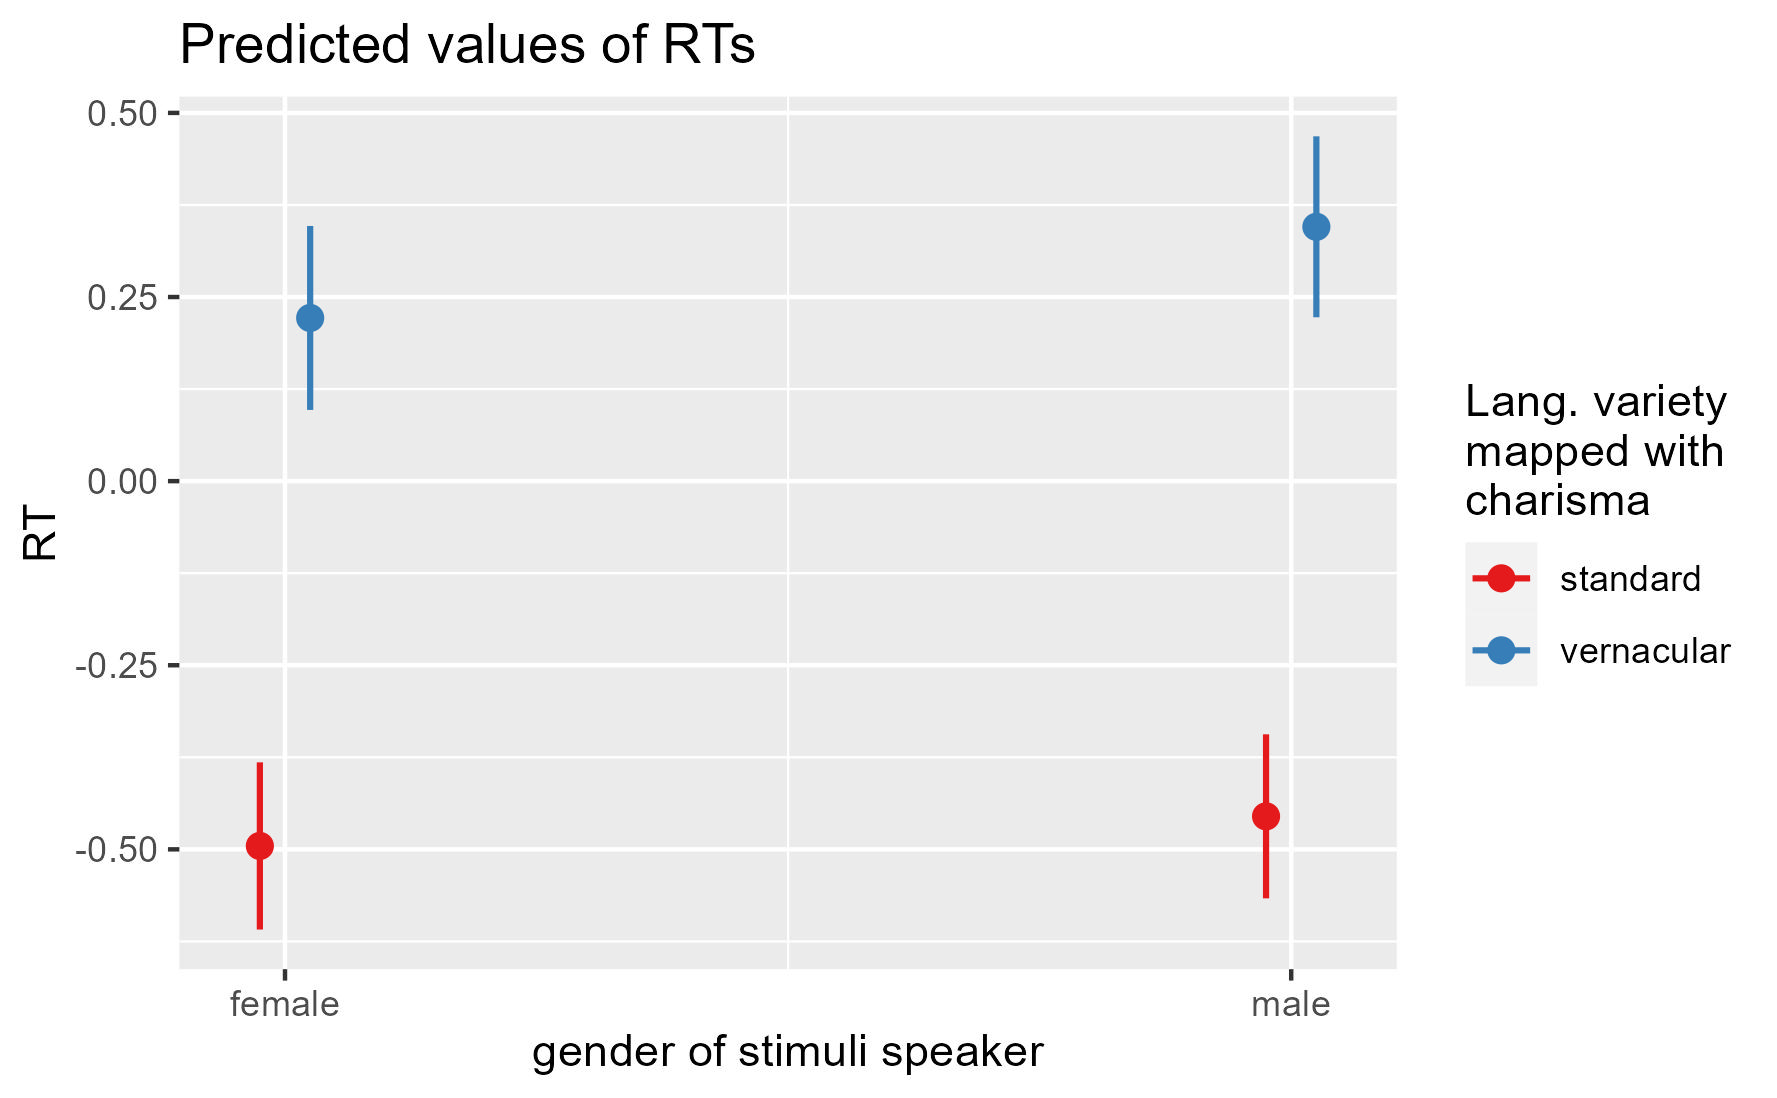 Predicted values of RTs
0.50
0.25
0.00
-0.25
-0.50
RT
female
male
gender of stimuli speaker
Lang. variety
mapped with
charisma
standard
vernacular